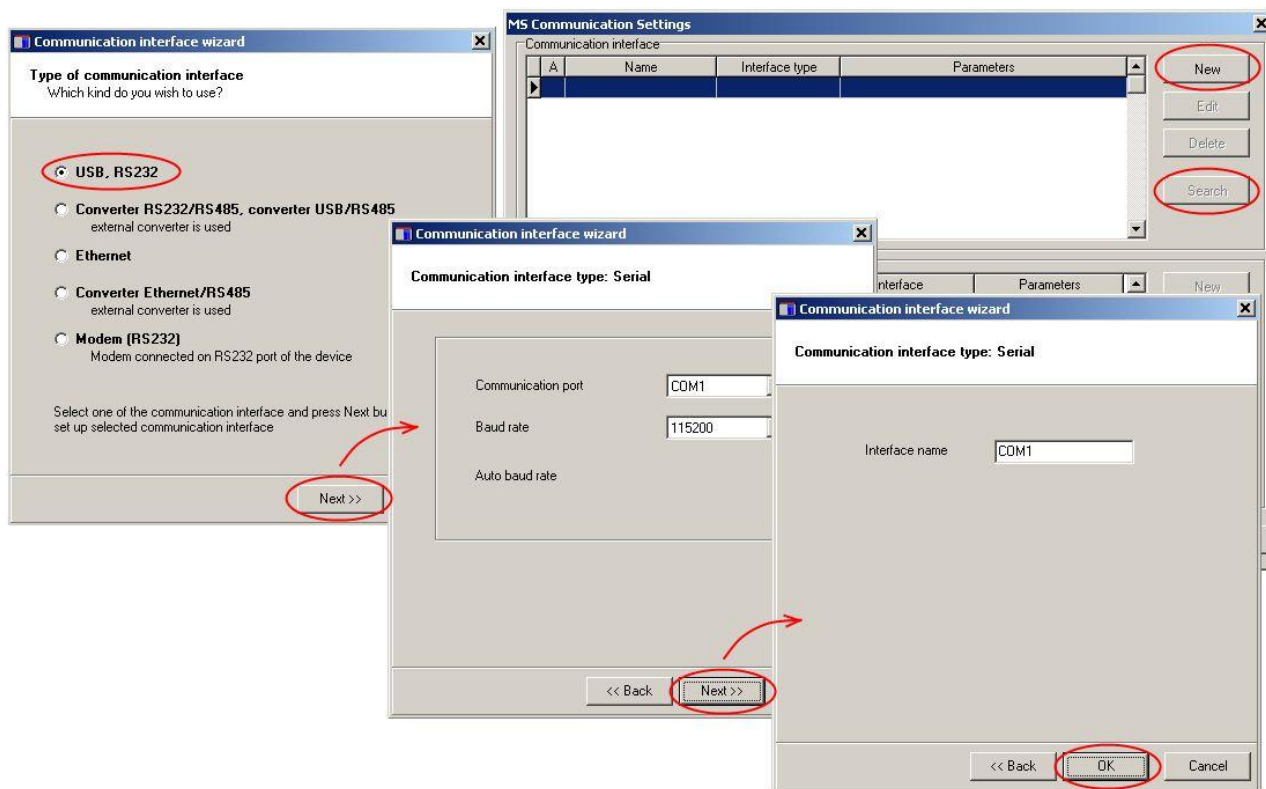 Communication interface wizard
Type of communication interface
Which kind do you wish to use?
USB, RS232
Converter RS232/RS485, converter USB/RS485
external converter is used
Ethernet
Converter Ethernet/RS485
external converter is used
Modem (RS232)
Modem connected on RS232 port of the device
Select one of the communication interface and press Next bu
set up selected communication interface
Next >>
MS Communication Settings
Communication interface
A Name Interface type Parameters
New
Edit
Delete
Search
nterface Parameters
New
Communication interface wizard
Communication interface type: Serial
Communication port COM1
Baud rate 115200
Auto baud rate
<< Back Next >>
Communication interface wizard
Communication interface type: Serial
Interface name COM1
<< Back OK Cancel